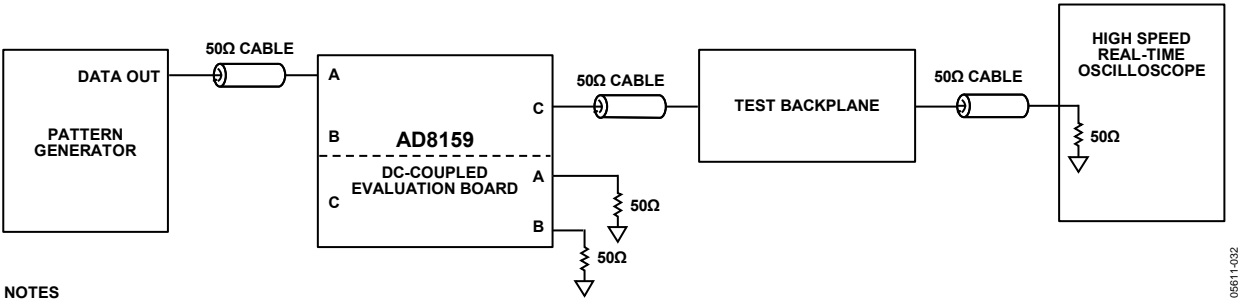 DATA OUT
PATTERN
GENERATOR
50Ω CABLE
A
B
C
AD8159
DC-COUPLED
EVALUATION BOARD
C
A
B
50Ω
50Ω
50Ω CABLE
TEST BACKPLANE
50Ω CABLE
HIGH SPEED
REAL-TIME
OSCILLOSCOPE
50Ω
NOTES
05611-032